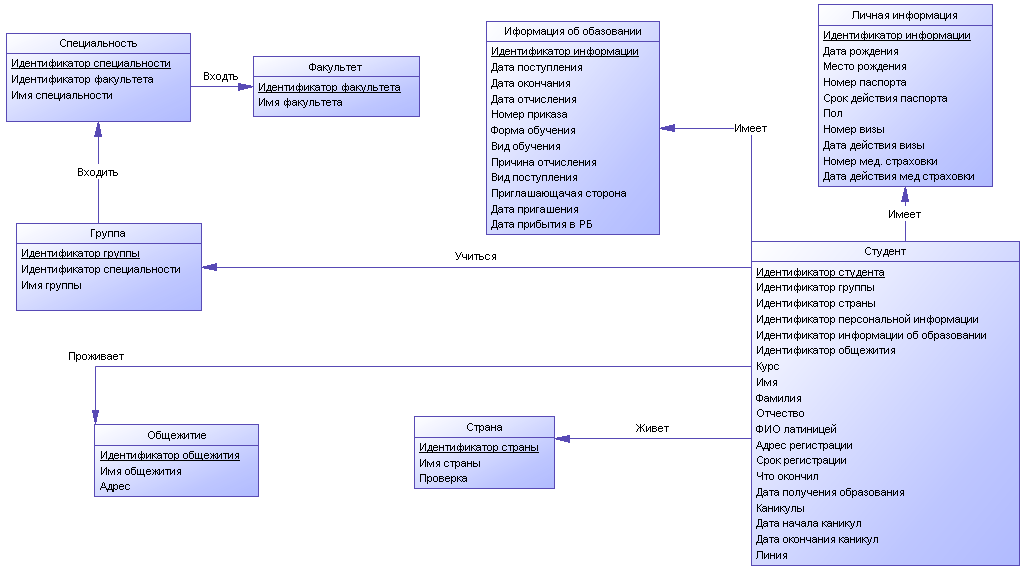 Специальность
Идентификатор специальности
Идентификатор факультета
Имя специальности
Входть
Факультет
Идентификатор факультета
Имя факультета
Иформация об обазовании
Идентификатор информации
Дата поступления
Дата окончания
Дата отчисления
Номер приказа
Форма обучения
Вид обучения
Причина отчисления
Вид поступления
Приглашающачая сторона
Дата пригашения
Дата прибытия в РБ
Имеет
Личная информация
Идентификатор информации
Дата рождения
Место рождения
Номер паспорта
Срок действия паспорта
Пол
Номер визы
Дата действия визы
Номер мед. страховки
Дата действия мед страховки
Имеет
Входить
Группа
Идентификатор группы
Идентификатор специальности
Имя группы
Учиться
Студент
Идентификатор студента
Идентификатор группы
Идентификатор страны
Идентификатор персональной информации
Идентификатор информации об образовании
Идентификатор общежития
Курс
Имя
Фамилия
Отчество
ФИО латиницей
Адрес регистрации
Срок регистрации
Что окончил
Дата получения образования
Каникулы
Дата начала каникул
Дата окончания каникул
Линия
Проживает
Общежитие
Идентификатор общежития
Имя общежития
Адрес
Страна
Идентификатор страны
Имя страны
Проверка
Живет